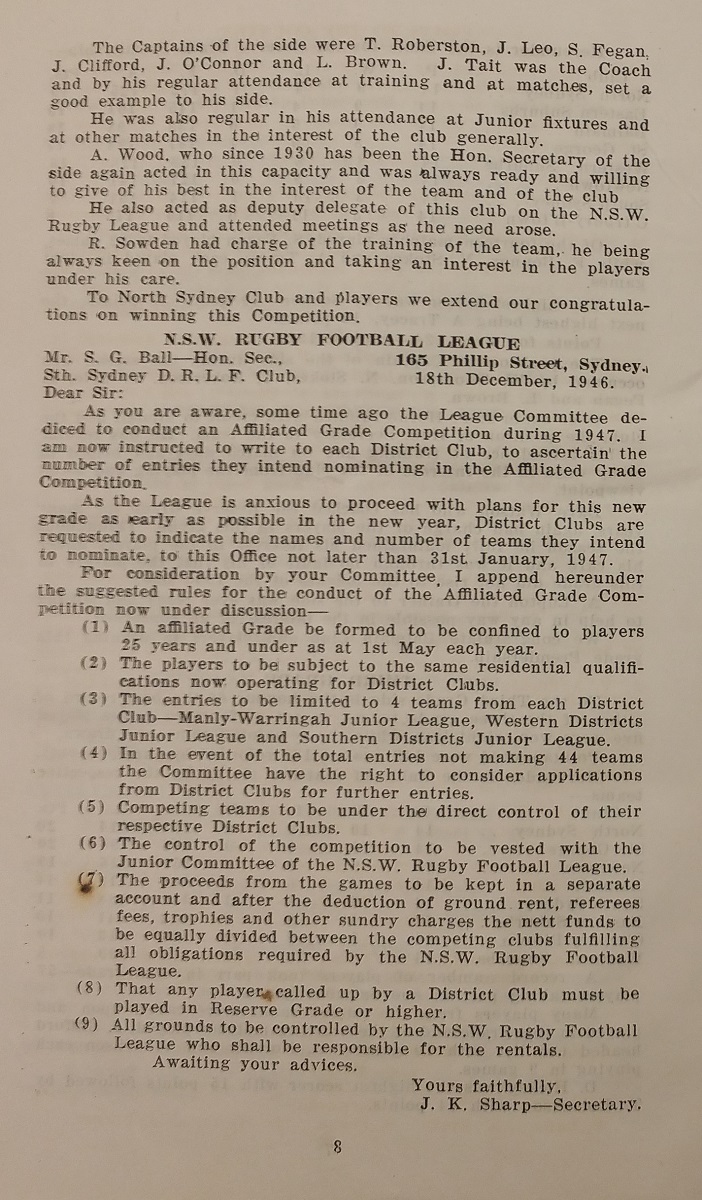 The Captains of the side were T. Roberston, J. Leo, S. Fegan,
J. Clifford, J. O'Connor and L. Brown. J. Tait was the Coach
and by his regular attendance at training and at matches, set a
good example to his side.
He was also regular in his attendance at Junior fixtures and
at other matches in the interest of the club generally.
A. Wood, who since 1930 has been the Hon. Secretary of the
side again acted in this capacity and was always ready and willing
to give of his best in the interest of the team and of the club
He also acted as deputy delegate of this club on the N.S.W.
Rugby League and attended meetings as the need arose.
R. Sowden had charge of the training of the team, he being
always keen on the position and taking an interest in the players
under his care.
To North Sydney Club and players we extend our congratula-
tions on winning this Competition.
N.S.W. RUGBY FOOTBALL LEAGUE
Mr. S. G. Ball—Hon. Sec., 165 Phillip Street, Sydney.,
Sth. Sydney D. R. L. F. Club, 18th December, 1946.
Dear Sir:
As you are aware, some time ago the League Committee de-
diced to conduct an Affiliated Grade Competition during 1947. I
am now instructed to write to each District Club, to ascertain the
number of entries they intend nominating in the Affiliated Grade
Competition.
As the League is anxious to proceed with plans for this new
grade as early as possible in the new year, District Clubs are
requested to indicate the names and number of teams they intend
to nominate, to this Office not later than 31st January, 1947.
For consideration by your Committee, I append hereunder
the suggested rules for the conduct of the Affiliated Grade Com-
petition now under discussion—
(1) An affiliated Grade be formed to be confined to players
25 years and under as at 1st May each year.
(2) The players to be subject to the same residential qualifi-
cations now operating for District Clubs.
(3) The entries to be limited to 4 teams from each District
Club—Manly-Warringah Junior League, Western Districts
Junior League and Southern Districts Junior League.
(4) In the event of the total entries not making 44 teams
the Committee have the right to consider applications
from District Clubs for further entries.
(5) Competing teams to be under the direct control of their
respective District Clubs.
(6) The control of the competition to be vested with the
Junior Committee of the N.S.W. Rugby Football League.
(7) The proceeds from the games to be kept in a separate
account and after the deduction of ground rent, referees
fees, trophies and other sundry charges the nett funds to
be equally divided between the competing clubs fulfilling
all obligations required by the N.S.W. Rugby Football
League.
(8) That any player called up by a District Club must be
played in Reserve Grade or higher.
(9) All grounds to be controlled by the N.S.W. Rugby Football
League who shall be responsible for the rentals.
Awaiting your advices.
Yours faithfully,
J. K. Sharp—Secretary.
8